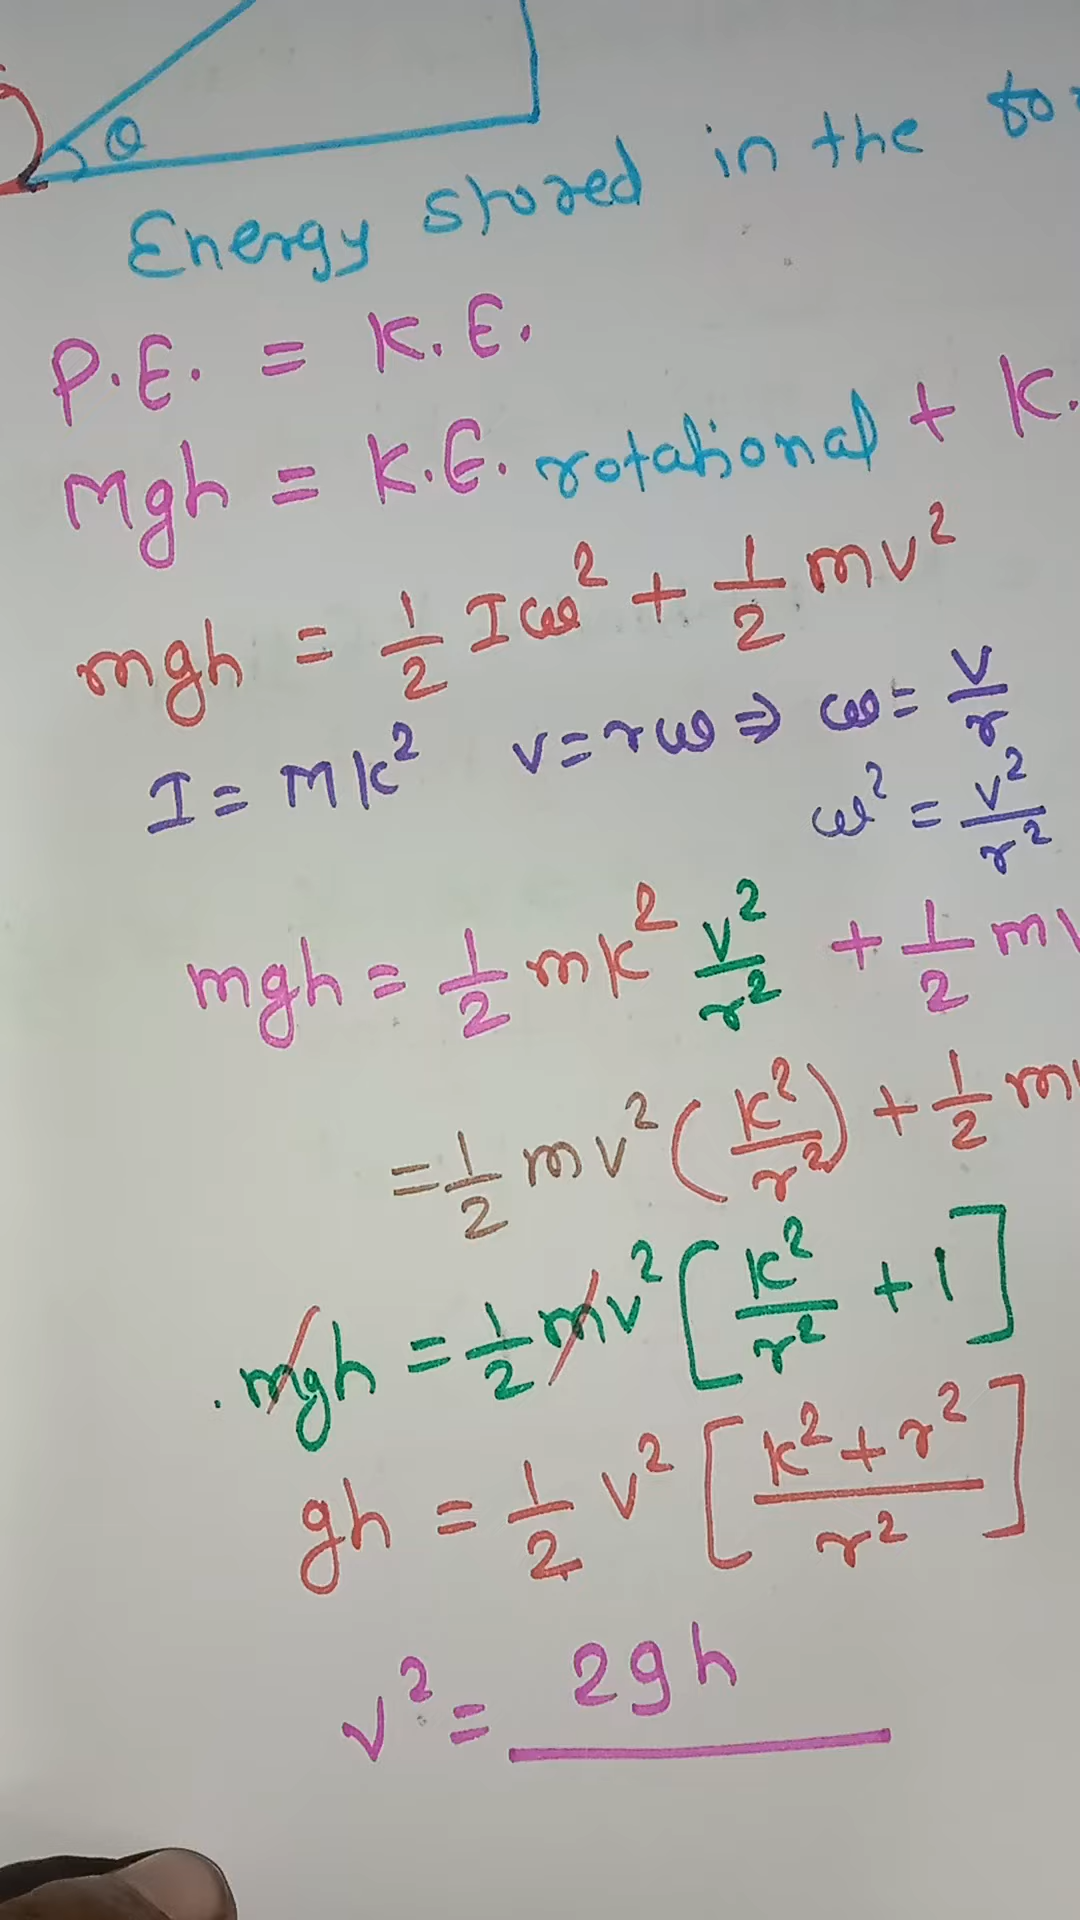 θ
Energy stored in the
P.E. = K.E.
Mgh = K.E. rotational + K.
mgh = 1/2 Iω² + 1/2 mv²
I = MK² v = rω ⇒ ω = v/r
ω² = v²/r²
mgh = 1/2 mk² v²/r² + 1/2 m
= 1/2 mv² (k²/r²) + 1/2 m
mgh = 1/2 mv² [k²/r² + 1]
gh = 1/2 v² [k² + r² / r²]
v² = 2gh